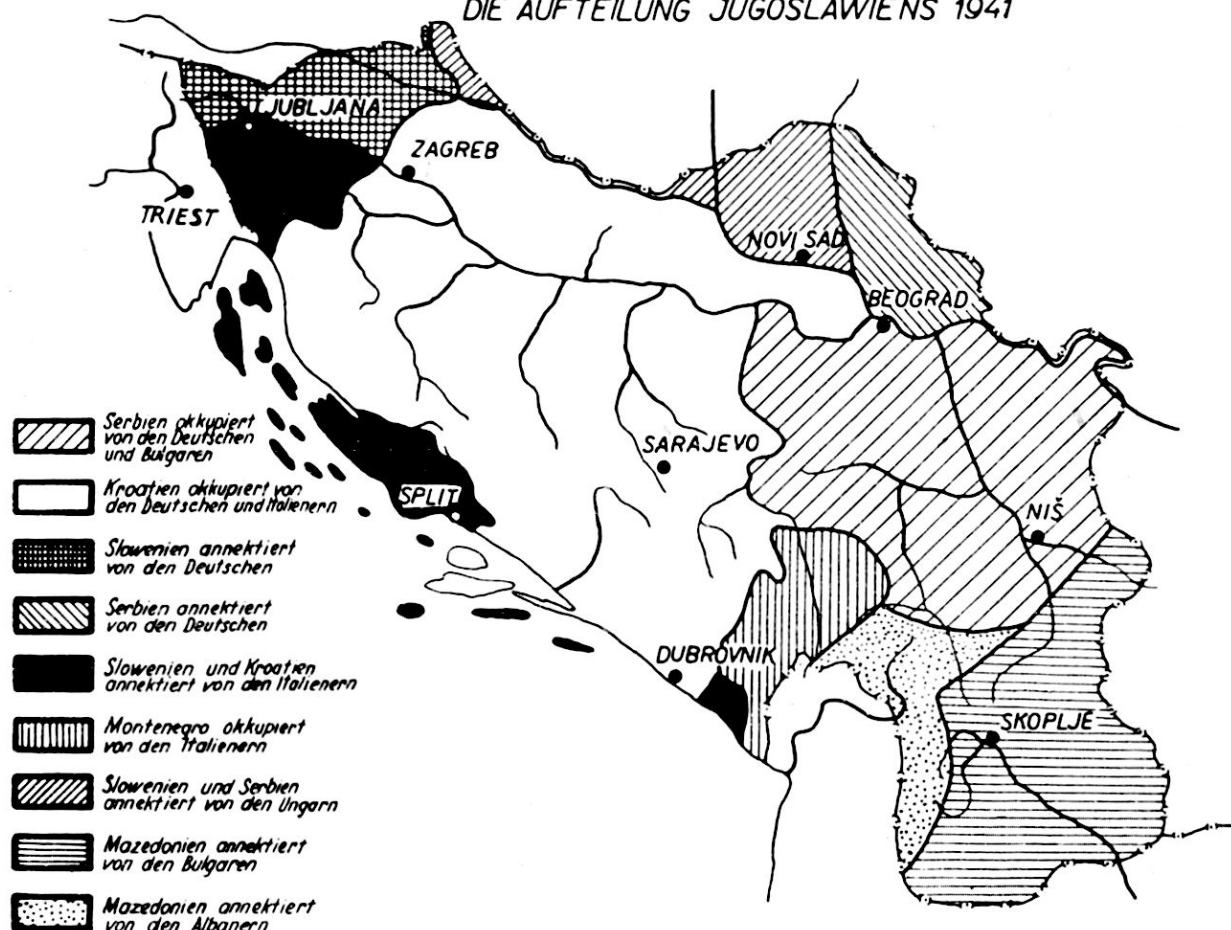 DIE AUFTEILUNG JUGOSLAWIENS 1941
LJUBLJANA
ZAGREB
TRIEST
NOVI SAD
BEOGRAD
SARAJEVO
SPLIT
NIŠ
DUBROVNIK
SKOPLJE
Serbien okkupiert
von den Deutschen
und Bulgaren
Kroatien okkupiert von
den Deutschen und Italienern
Slowenien annektiert
von den Deutschen
Serbien annektiert
von den Deutschen
Slowenien und Kroatien
annektiert von den Italienern
Montenegro okkupiert
von den Italienern
Slowenien und Serbien
annektiert von den Ungarn
Mazedonien annektiert
von den Bulgaren
Mazedonien annektiert
von den Albanern